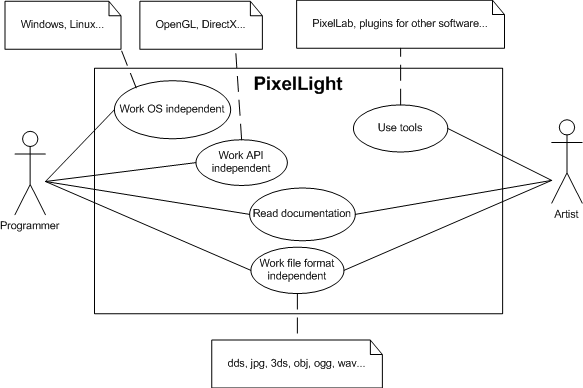 Windows, Linux...
OpenGL, DirectX...
PixelLab, plugins for other software...
PixelLight
Work OS independent
Use tools
Work API
independent
Programmer
Read documentation
Artist
Work file format
independent
dds, jpg, 3ds, obj, ogg, wav...